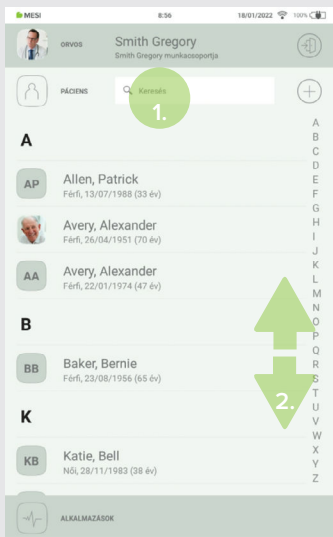 MESI 8:56 18/01/2022 100%
ORVOS
Smith Gregory
Smith Gregory munkacsoportja
PÁCIENS
Keresés
1.
A
AP
Allen, Patrick
Férfi, 13/07/1988 (33 év)
Avery, Alexander
Férfi, 26/04/1951 (70 év)
AA
Avery, Alexander
Férfi, 22/01/1974 (47 év)
B
BB
Baker, Bernie
Férfi, 23/08/1956 (65 év)
K
KB
Katie, Bell
Női, 28/11/1983 (38 év)
A
B
C
D
E
F
G
H
I
J
K
L
M
N
O
P
Q
R
S
T
U
V
W
X
Y
Z
2.
ALKALMAZÁSOK